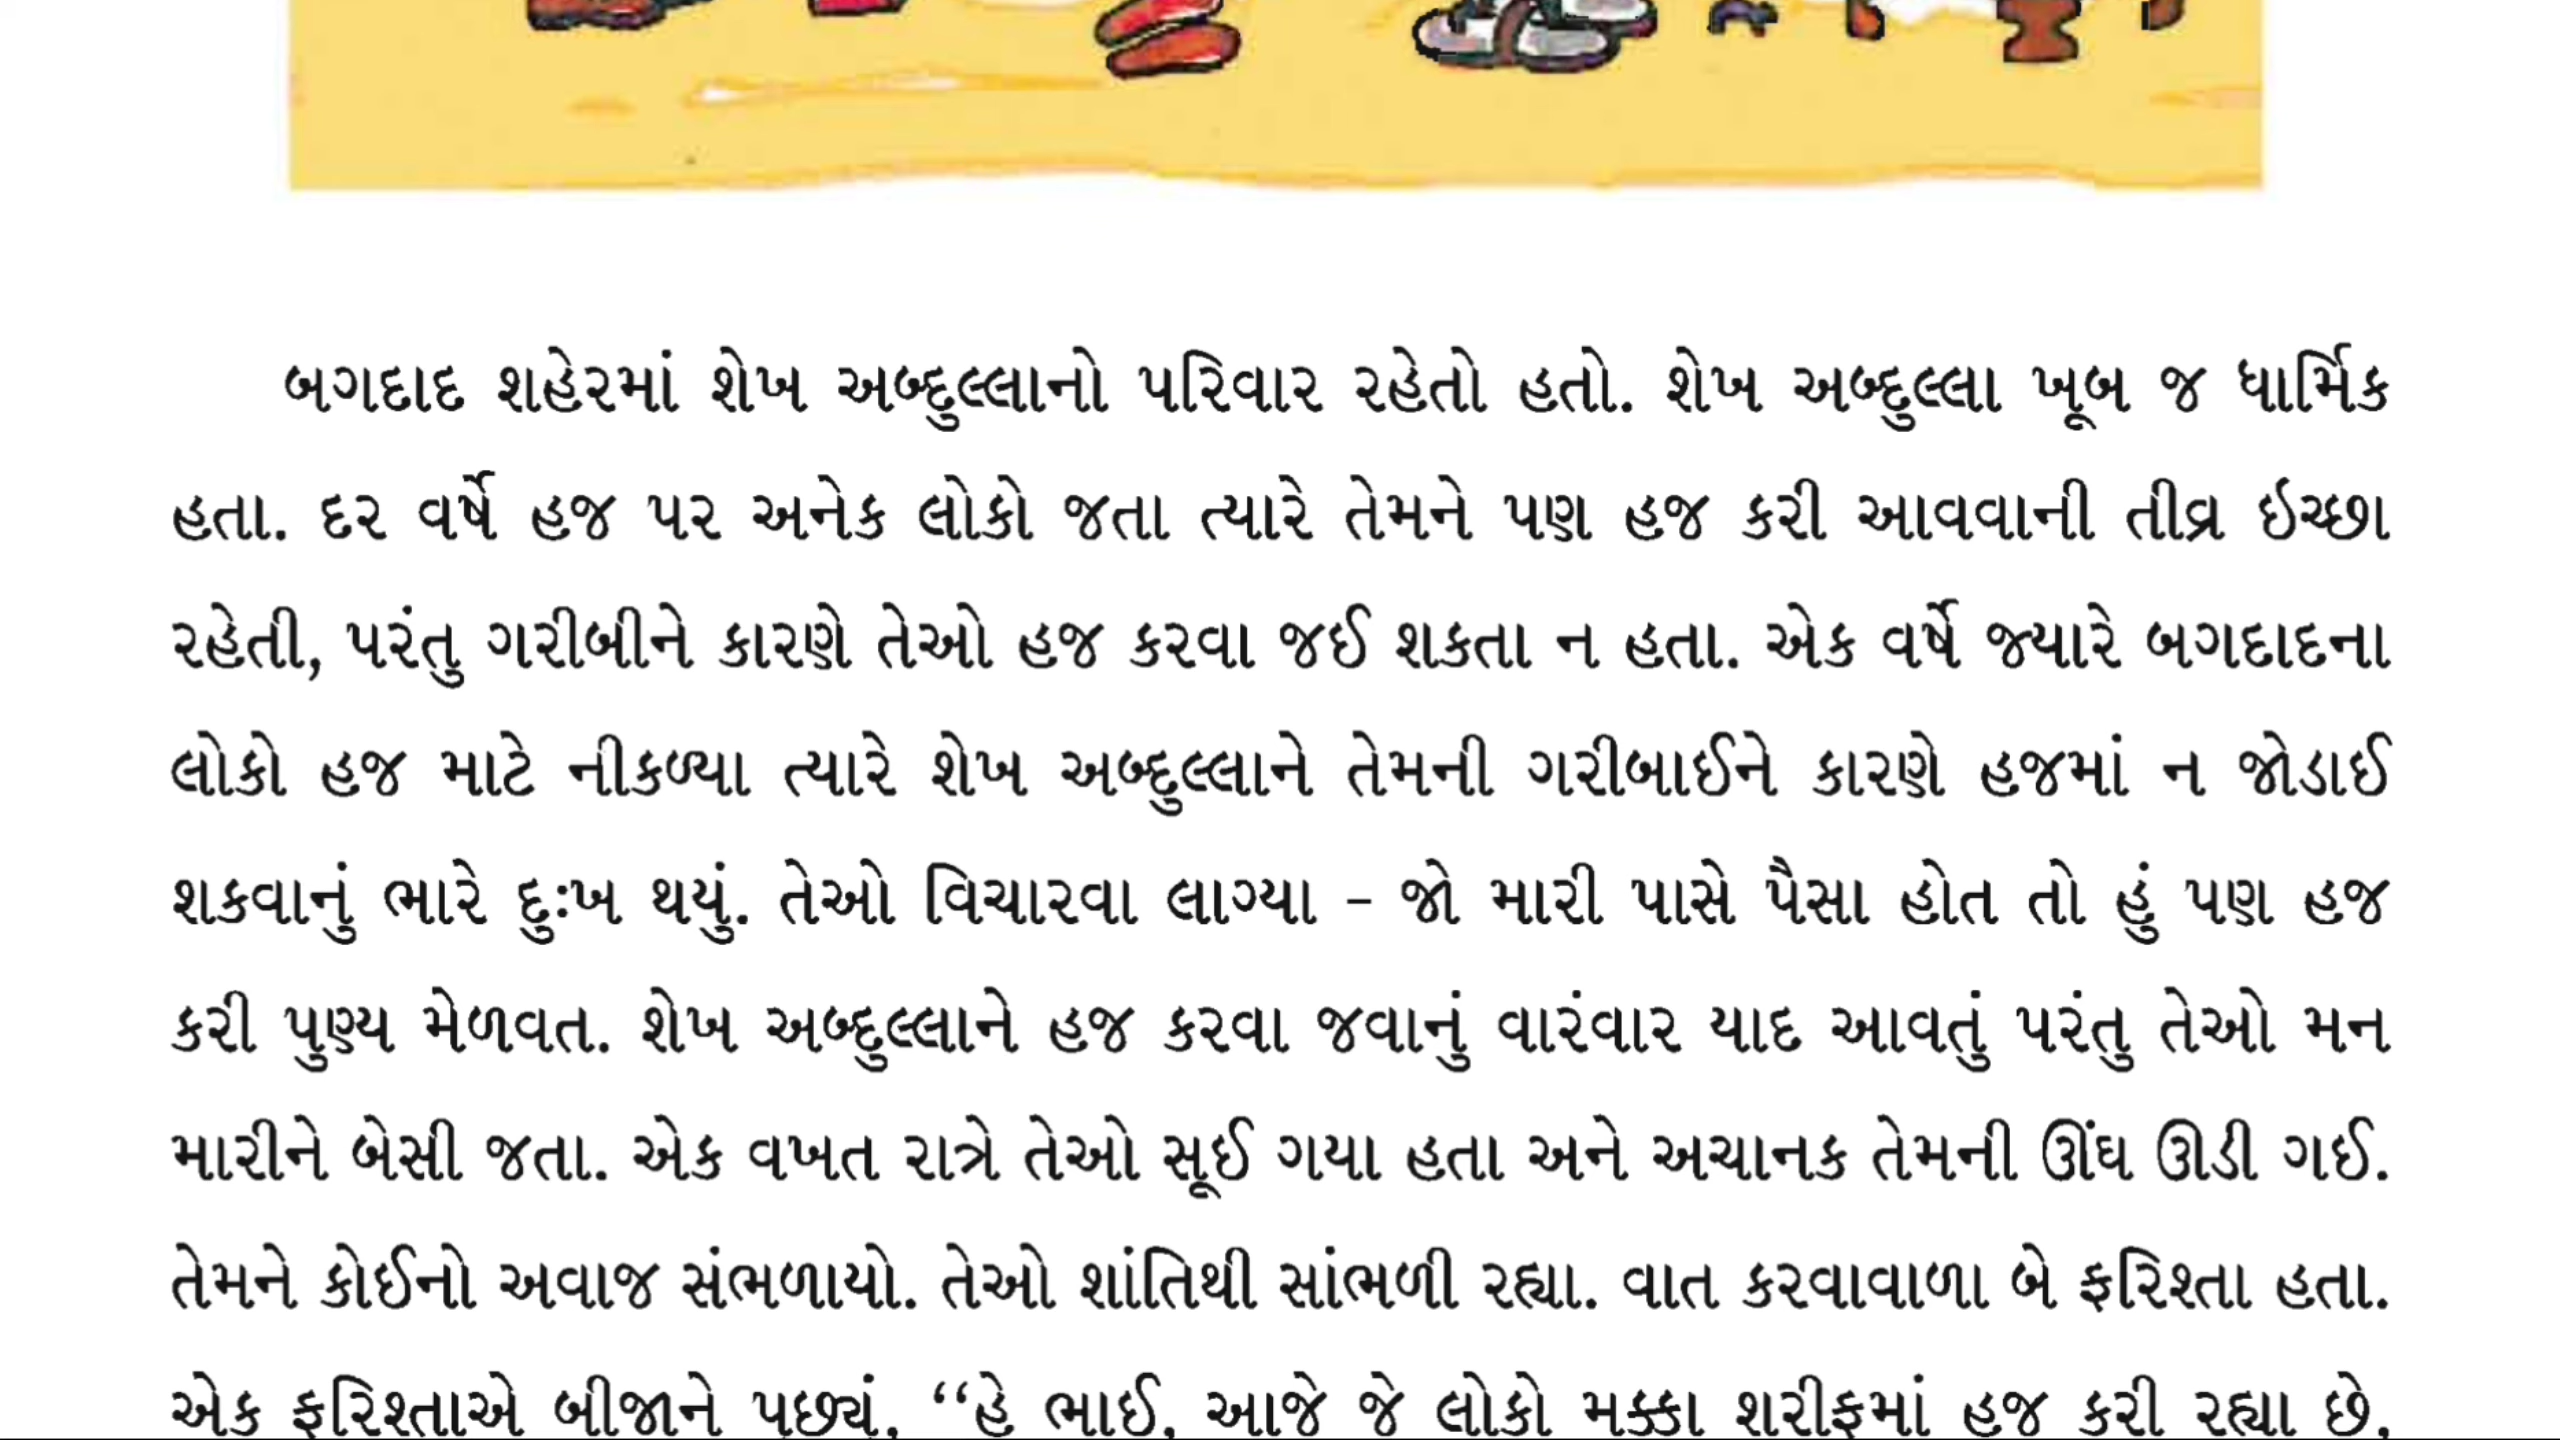 બગદાદ શહેરમાં શેખ અબ્દુલ્લાનો પરિવાર રહેતો હતો. શેખ અબ્દુલ્લા ખૂબ જ ધાર્મિક
હતા. દર વર્ષે હજ પર અનેક લોકો જતા ત્યારે તેમને પણ હજ કરી આવવાની તીવ્ર ઇચ્છા
રહેતી, પરંતુ ગરીબીને કારણે તેઓ હજ કરવા જઈ શકતા ન હતા. એક વર્ષે જ્યારે બગદાદના
લોકો હજ માટે નીકળ્યા ત્યારે શેખ અબ્દુલ્લાને તેમની ગરીબાઈને કારણે હજમાં ન જોડાઈ
શકવાનું ભારે દુઃખ થયું. તેઓ વિચારવા લાગ્યા – જો મારી પાસે પૈસા હોત તો હું પણ હજ
કરી પુણ્ય મેળવત. શેખ અબ્દુલ્લાને હજ કરવા જવાનું વારંવાર યાદ આવતું પરંતુ તેઓ મન
મારીને બેસી જતા. એક વખત રાત્રે તેઓ સૂઈ ગયા હતા અને અચાનક તેમની ઊંઘ ઊડી ગઈ.
તેમને કોઈનો અવાજ સંભળાયો. તેઓ શાંતિથી સાંભળી રહ્યા. વાત કરવાવાળા બે ફરિશ્તા હતા.
એક ફરિશ્તાએ બીજાને પૂછ્યું, ‘‘હે ભાઈ, આજે જે લોકો મક્કા શરીફમાં હજ કરી રહ્યા છે,